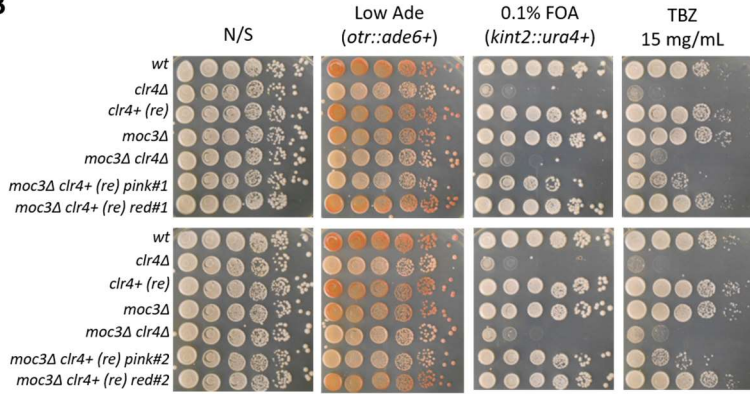 B
N/S
Low Ade
(otr::ade6+)
0.1% FOA
(kint2::ura4+)
TBZ
15 mg/mL
wt
clr4Δ
clr4+ (re)
moc3Δ
moc3Δ clr4Δ
moc3Δ clr4+ (re) pink#1
moc3Δ clr4+ (re) red#1
wt
clr4Δ
clr4+ (re)
moc3Δ
moc3Δ clr4Δ
moc3Δ clr4+ (re) pink#2
moc3Δ clr4+ (re) red#2